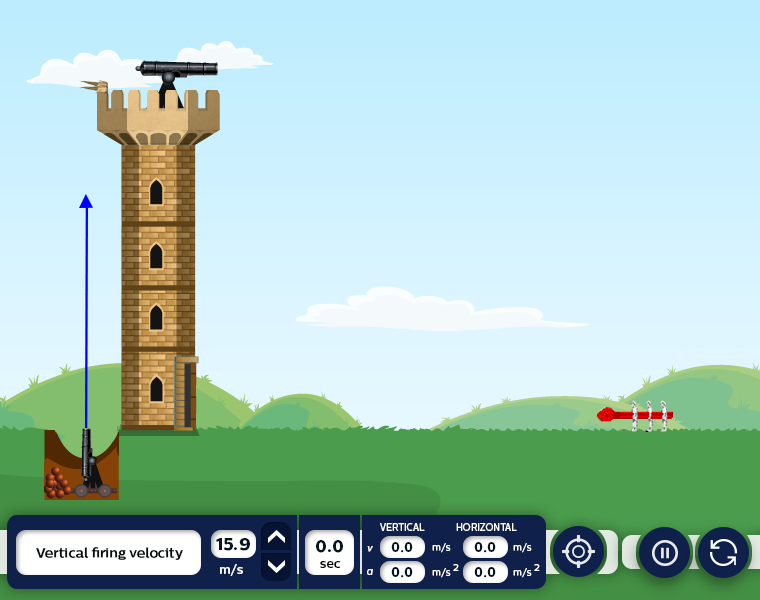 VERTICAL HORIZONTAL
Vertical firing velocity 15.9 m/s 0.0 sec
v 0.0 m/s 0.0 m/s
a 0.0 m/s² 0.0 m/s²